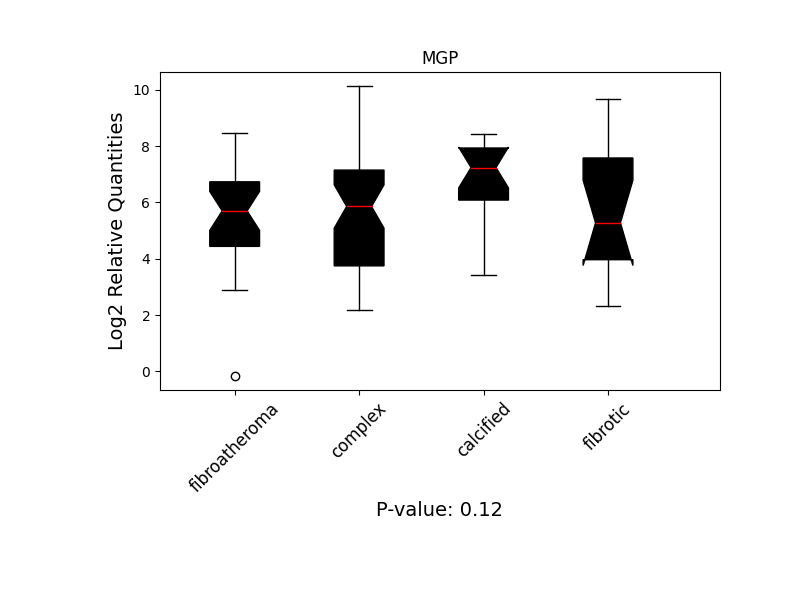 MGP
Log2 Relative Quantities
10
8
6
4
2
0
fibroatheroma
complex
calcified
fibrotic
P-value: 0.12